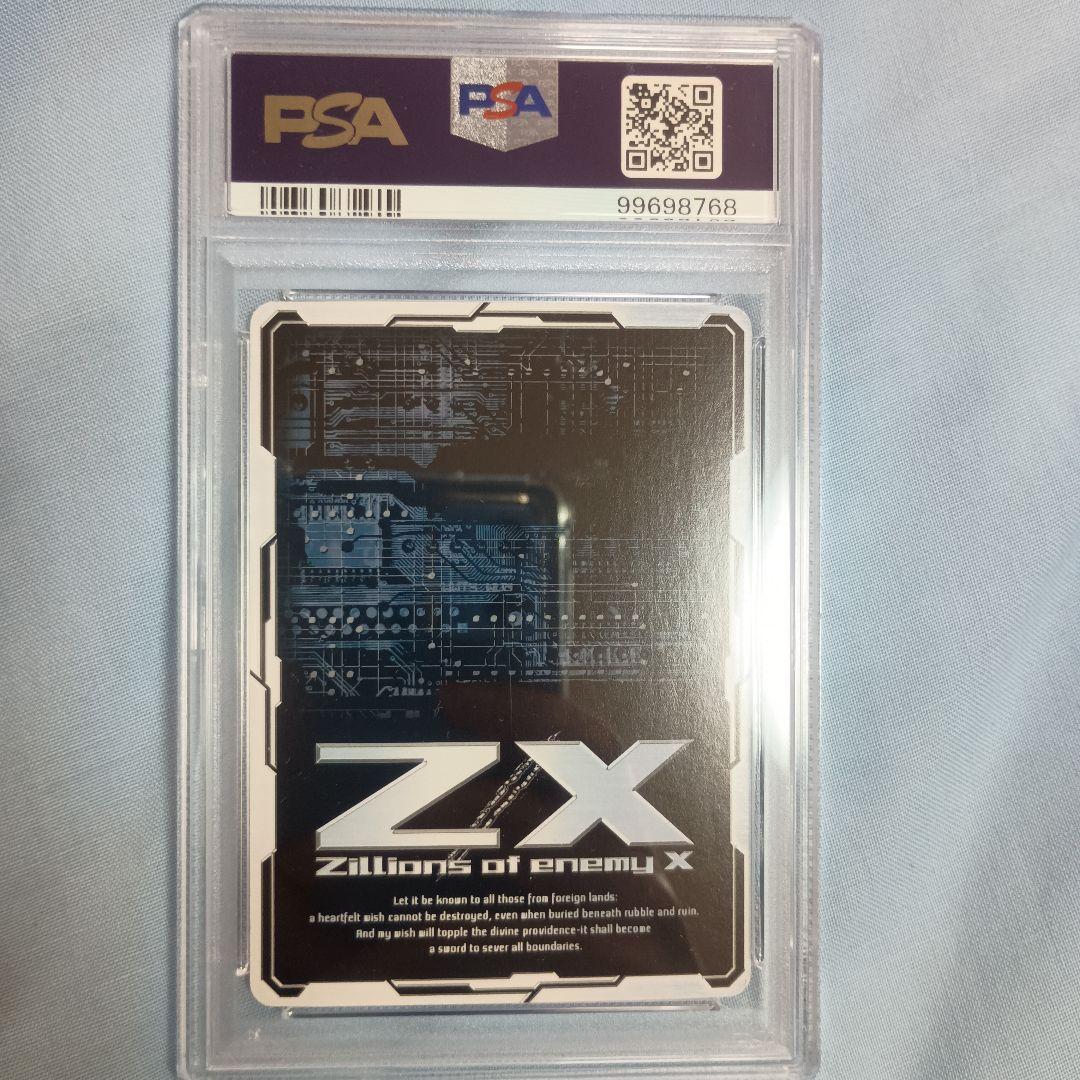 PSA
PSA
99698768
Z/X
Zillions of enemy X
Let it be known to all those from foreign lands:
a heartfelt wish cannot be destroyed, even when buried beneath rubble and ruin.
And my wish will topple the divine providence-it shall become
a sword to sever all boundaries.